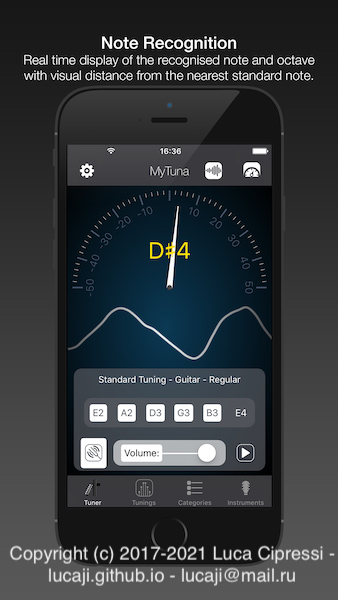 Note Recognition
Real time display of the recognised note and octave
with visual distance from the nearest standard note.
16:36
MyTuna
-50 -40 -30 -20 -10 10 20 30 40 50
D♯4
Standard Tuning - Guitar - Regular
E2 A2 D3 G3 B3 E4
Volume:
Tuner Tunings Categories Instruments
Copyright (c) 2017-2021 Luca Cipressi -
lucaji.github.io - lucaji@mail.ru